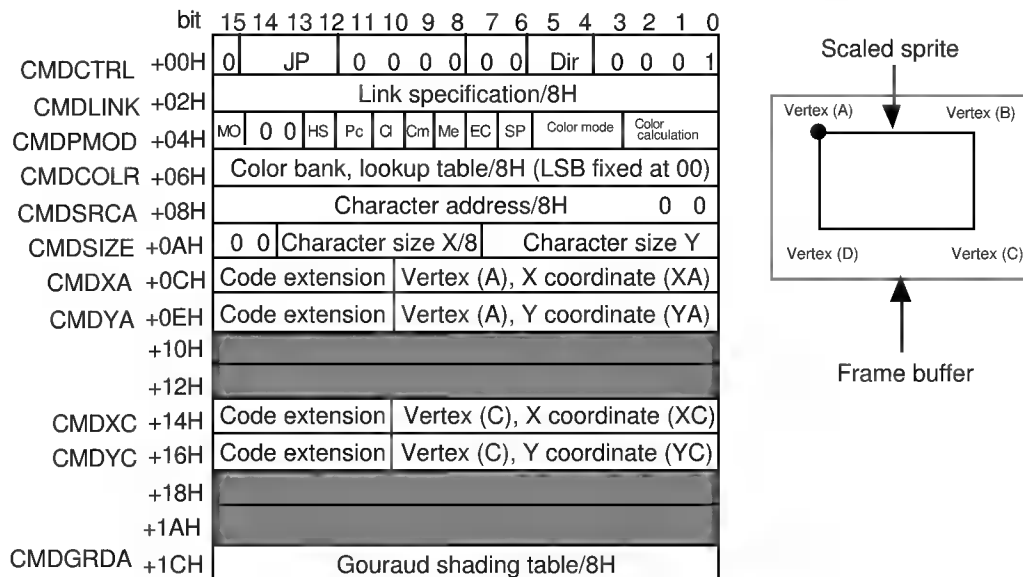 bit 15 14 13 12 11 10 9 8 7 6 5 4 3 2 1 0
CMDCTRL +00H 0 JP 0 0 0 0 0 0 Dir 0 0 0 1
CMDLINK +02H Link specification/8H
CMDPMOD +04H MO 0 0 HS Pc Cl Cm Me EC SP Color mode Color calculation
CMDCOLR +06H Color bank, lookup table/8H (LSB fixed at 00)
CMDSRCA +08H Character address/8H 0 0
CMDSIZE +0AH 0 0 Character size X/8 Character size Y
CMDXA +0CH Code extension Vertex (A), X coordinate (XA)
CMDYA +0EH Code extension Vertex (A), Y coordinate (YA)
+10H
+12H
CMDXC +14H Code extension Vertex (C), X coordinate (XC)
CMDYC +16H Code extension Vertex (C), Y coordinate (YC)
+18H
+1AH
CMDGRDA +1CH Gouraud shading table/8H
Scaled sprite
Vertex (A) Vertex (B)
Vertex (D) Vertex (C)
Frame buffer